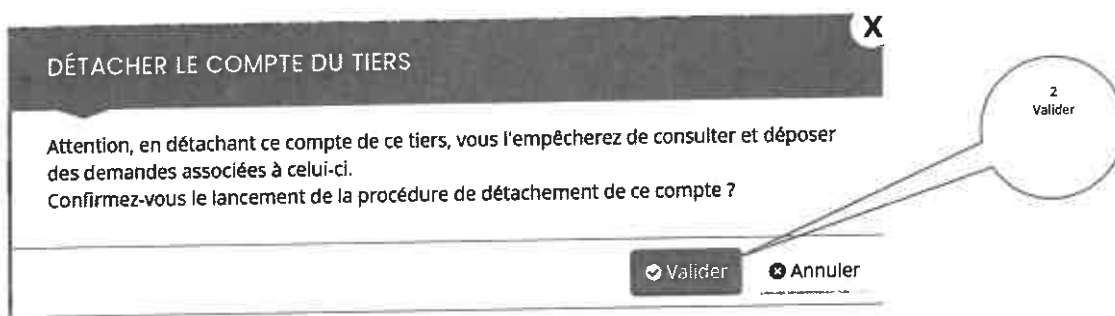 X
DÉTACHER LE COMPTE DU TIERS
Attention, en détachant ce compte de ce tiers, vous l'empêcherez de consulter et déposer
des demandes associées à celui-ci.
Confirmez-vous le lancement de la procédure de détachement de ce compte ?
Valider
Annuler
2
Valider